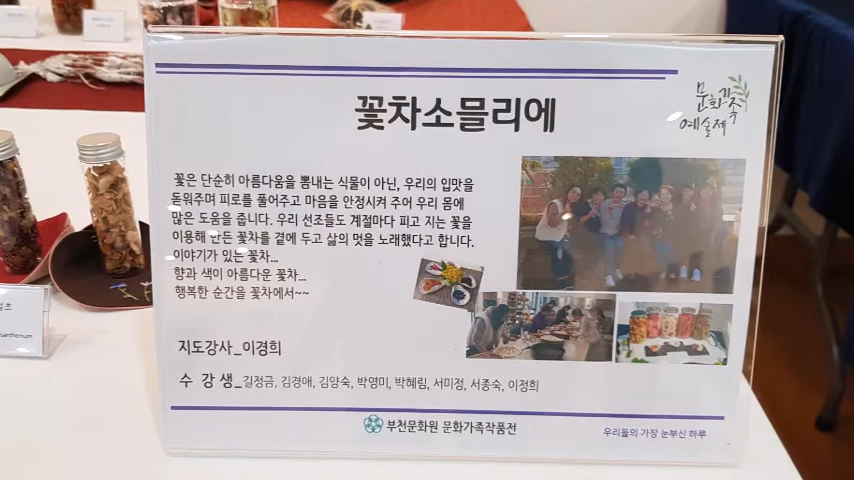 꽃차소믈리에
문화가족
예술제
꽃은 단순히 아름다움을 뽐내는 식물이 아닌, 우리의 입맛을
돋워주며 피로를 풀어주고 마음을 안정시켜 주어 우리 몸에
많은 도움을 줍니다. 우리 선조들도 계절마다 피고 지는 꽃을
이용해 만든 꽃차를 곁에 두고 삶의 멋을 노래했다고 합니다.
이야기가 있는 꽃차...
향과 색이 아름다운 꽃차...
행복한 순간을 꽃차에서~~
지도강사_이경희
수 강 생_길정금, 김경애, 김양숙, 박영미, 박혜림, 서미정, 서종숙, 이정희
부천문화원 문화가족작품전
우리들의 가장 눈부신 하루